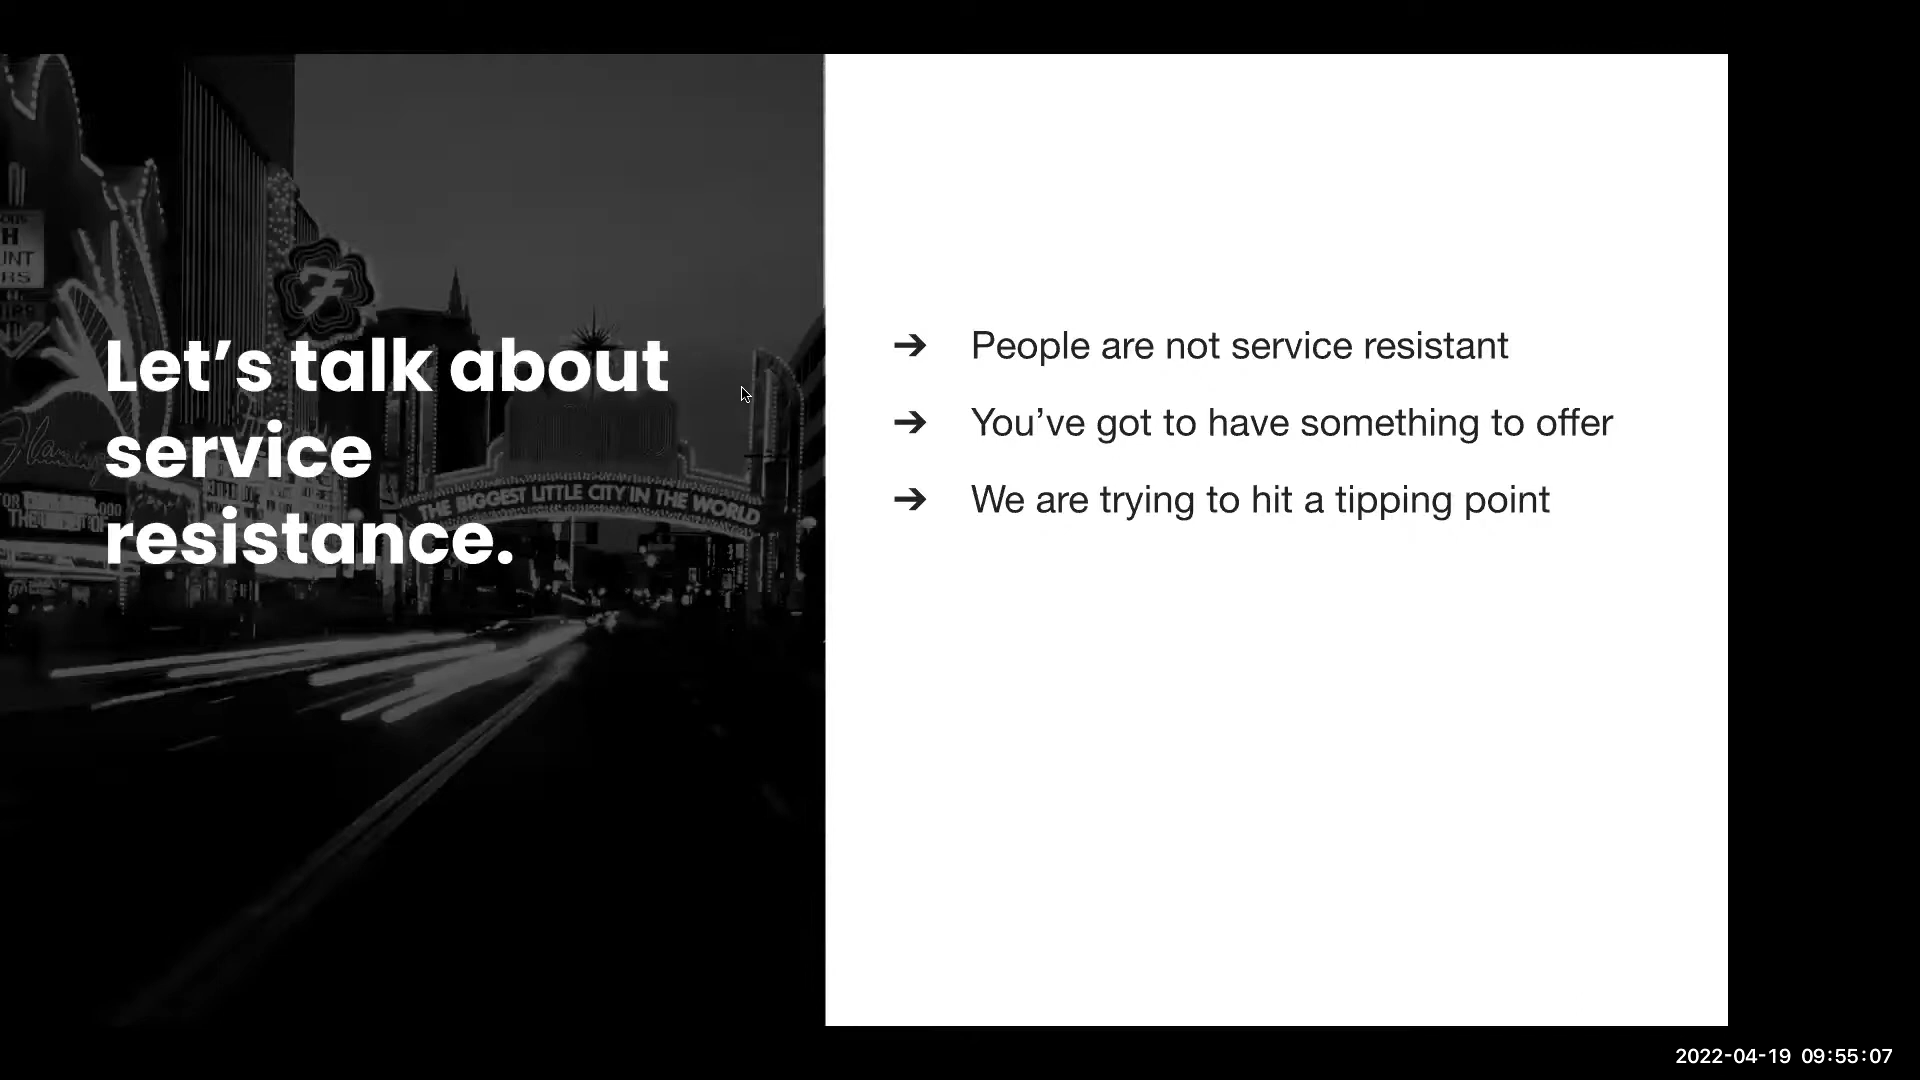 Let’s talk about
service
resistance.
THE BIGGEST LITTLE CITY IN THE WORLD
F
H
UNT
RS
➔ People are not service resistant
➔ You’ve got to have something to offer
➔ We are trying to hit a tipping point
2022-04-19 09:55:07